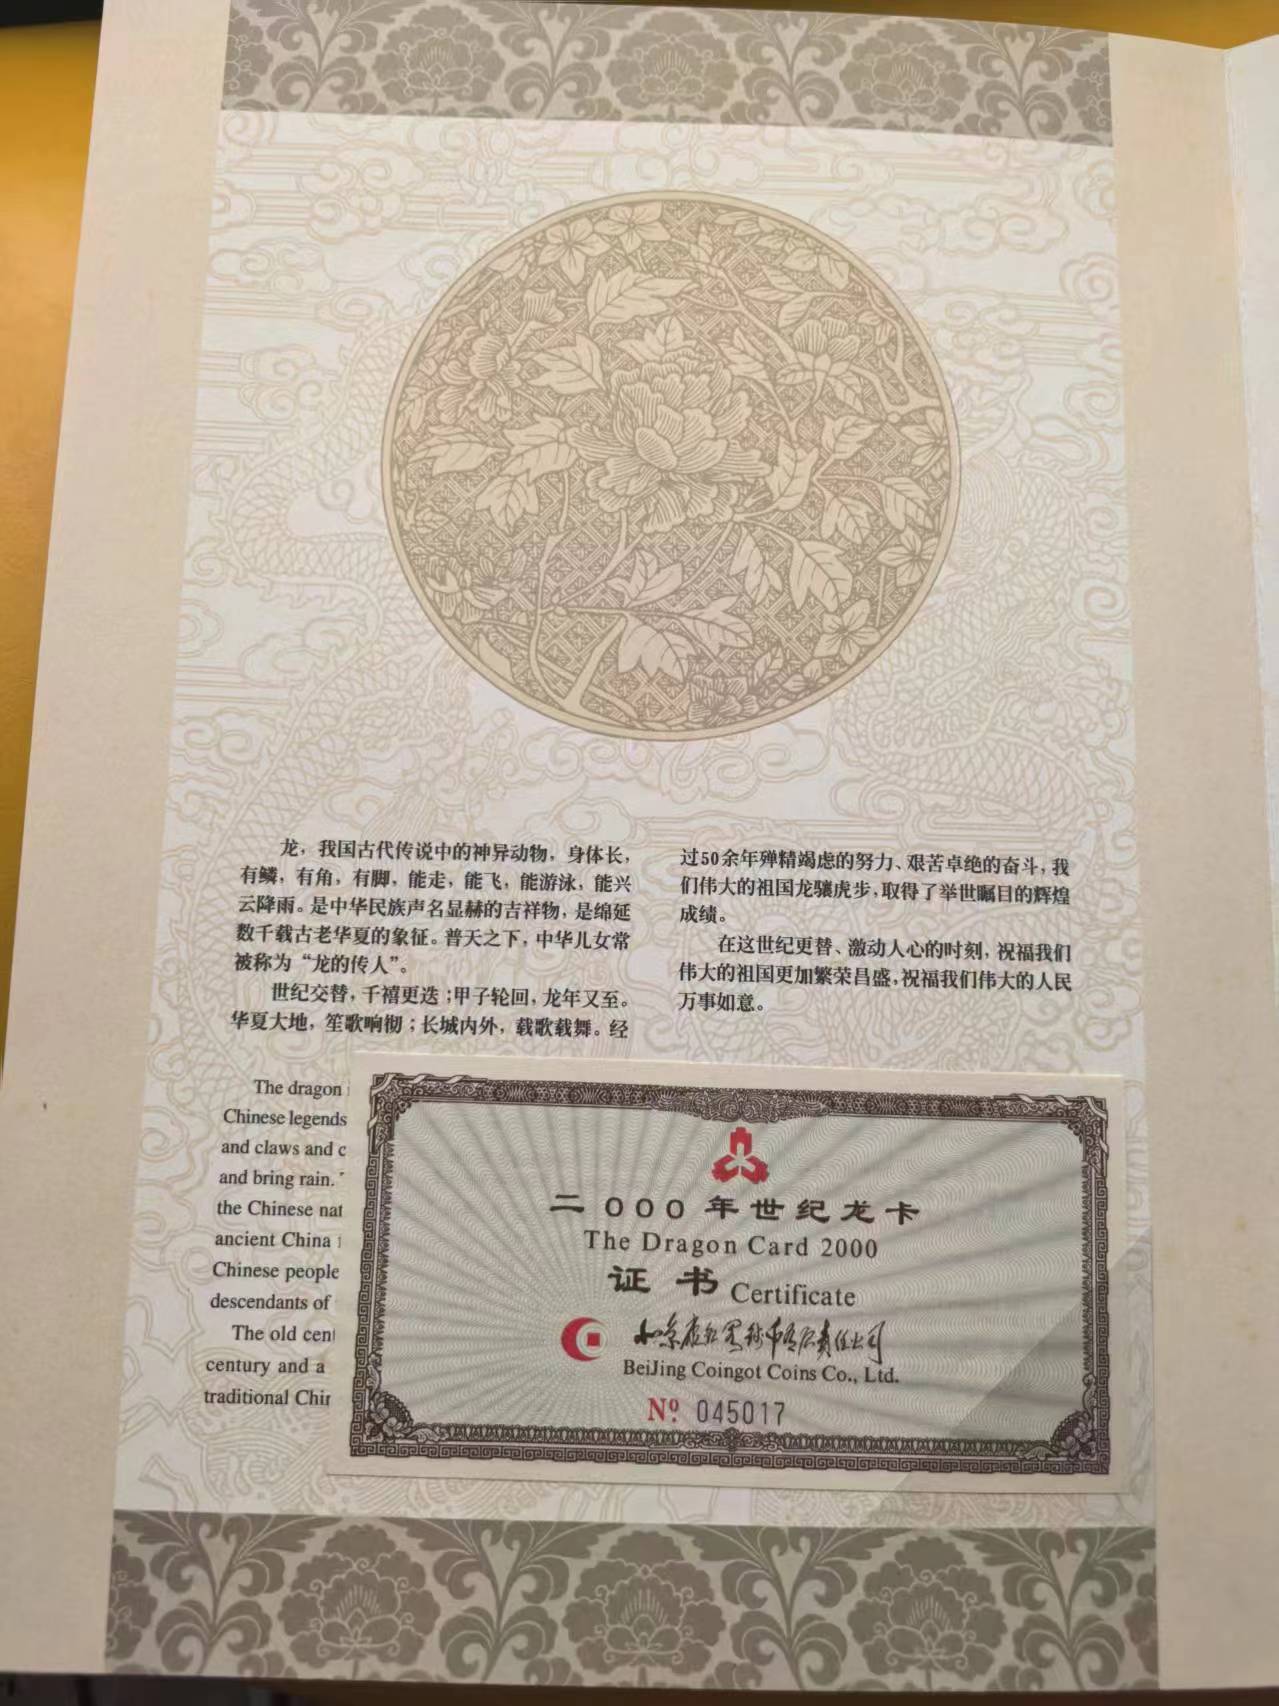 龙，我国古代传说中的神异动物，身体长，
有鳞，有角，有脚，能走，能飞，能游泳，能兴
云降雨。是中华民族声名显赫的吉祥物，是绵延
数千载古老华夏的象征。普天之下，中华儿女常
被称为“龙的传人”。
世纪交替，千禧更迭；甲子轮回，龙年又至。
华夏大地，笙歌响彻；长城内外，载歌载舞。经
过50余年殚精竭虑的努力、艰苦卓绝的奋斗，我
们伟大的祖国龙骧虎步，取得了举世瞩目的辉煌
成绩。
在这世纪更替、激动人心的时刻，祝福我们
伟大的祖国更加繁荣昌盛，祝福我们伟大的人民
万事如意。
The dragon
Chinese legends
and claws and c
and bring rain.
the Chinese nat
ancient China
Chinese people
descendants of
The old cent
century and a
traditional Chin
二000年世纪龙卡
The Dragon Card 2000
证书 Certificate
BeiJing Coingot Coins Co., Ltd.
Nº 045017